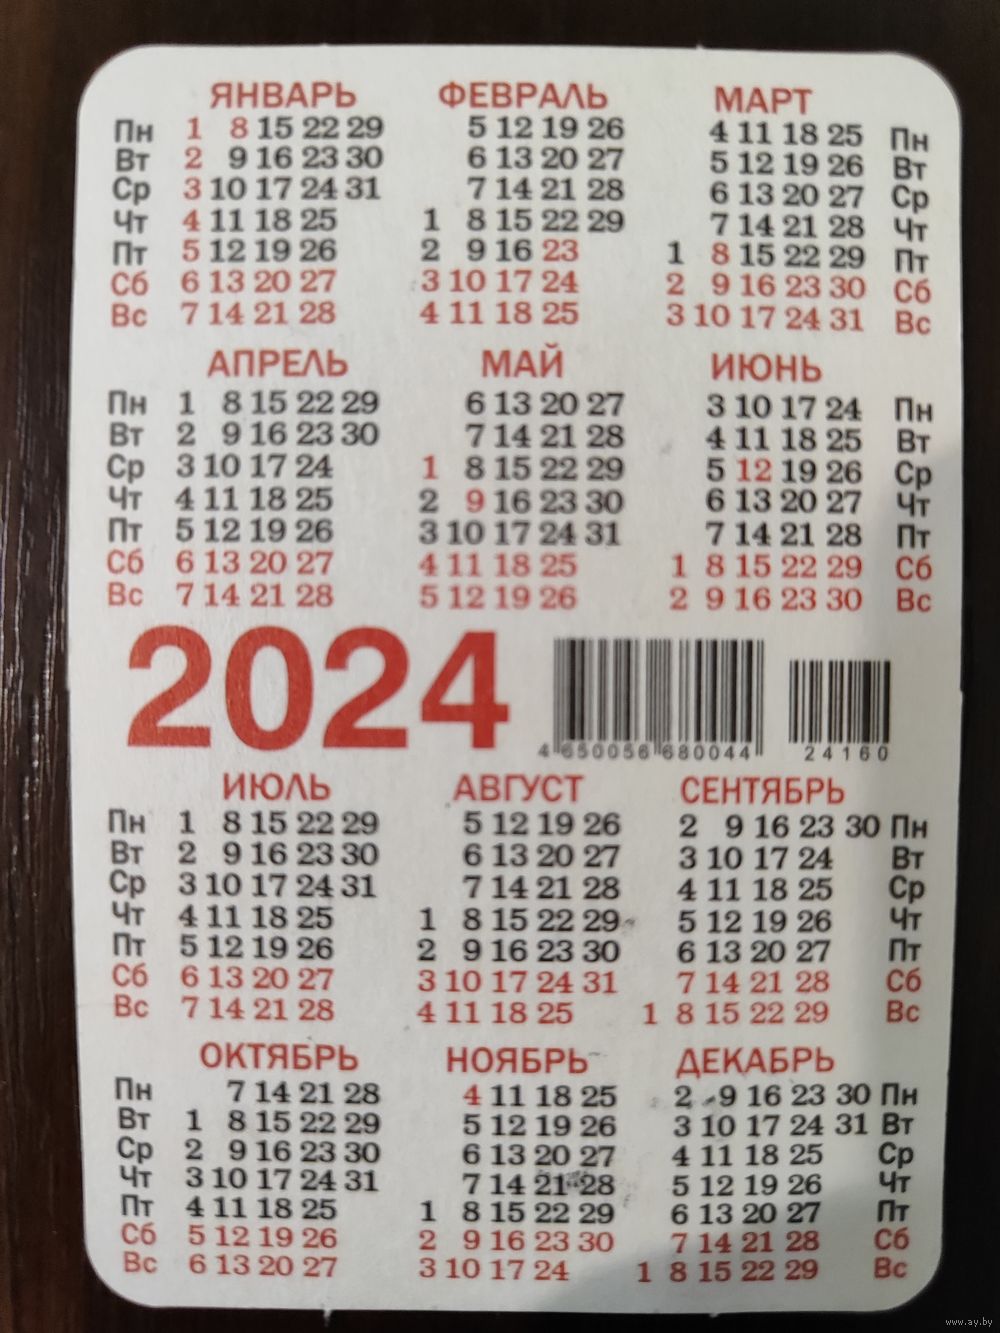 ЯНВАРЬ ФЕВРАЛЬ МАРТ
Пн 1 8 15 22 29 5 12 19 26 4 11 18 25 Пн
Вт 2 9 16 23 30 6 13 20 27 5 12 19 26 Вт
Ср 3 10 17 24 31 7 14 21 28 6 13 20 27 Ср
Чт 4 11 18 25 1 8 15 22 29 7 14 21 28 Чт
Пт 5 12 19 26 2 9 16 23 1 8 15 22 29 Пт
Сб 6 13 20 27 3 10 17 24 2 9 16 23 30 Сб
Вс 7 14 21 28 4 11 18 25 3 10 17 24 31 Вс
АПРЕЛЬ МАЙ ИЮНЬ
Пн 1 8 15 22 29 6 13 20 27 3 10 17 24 Пн
Вт 2 9 16 23 30 7 14 21 28 4 11 18 25 Вт
Ср 3 10 17 24 1 8 15 22 29 5 12 19 26 Ср
Чт 4 11 18 25 2 9 16 23 30 6 13 20 27 Чт
Пт 5 12 19 26 3 10 17 24 31 7 14 21 28 Пт
Сб 6 13 20 27 4 11 18 25 1 8 15 22 29 Сб
Вс 7 14 21 28 5 12 19 26 2 9 16 23 30 Вс
2024
4 650056 680044 24160
ИЮЛЬ АВГУСТ СЕНТЯБРЬ
Пн 1 8 15 22 29 5 12 19 26 2 9 16 23 30 Пн
Вт 2 9 16 23 30 6 13 20 27 3 10 17 24 Вт
Ср 3 10 17 24 31 7 14 21 28 4 11 18 25 Ср
Чт 4 11 18 25 1 8 15 22 29 5 12 19 26 Чт
Пт 5 12 19 26 2 9 16 23 30 6 13 20 27 Пт
Сб 6 13 20 27 3 10 17 24 31 7 14 21 28 Сб
Вс 7 14 21 28 4 11 18 25 1 8 15 22 29 Вс
ОКТЯБРЬ НОЯБРЬ ДЕКАБРЬ
Пн 7 14 21 28 4 11 18 25 2 9 16 23 30 Пн
Вт 1 8 15 22 29 5 12 19 26 3 10 17 24 31 Вт
Ср 2 9 16 23 30 6 13 20 27 4 11 18 25 Ср
Чт 3 10 17 24 31 7 14 21 28 5 12 19 26 Чт
Пт 4 11 18 25 1 8 15 22 29 6 13 20 27 Пт
Сб 5 12 19 26 2 9 16 23 30 7 14 21 28 Сб
Вс 6 13 20 27 3 10 17 24 1 8 15 22 29 Вс
www.ay.by